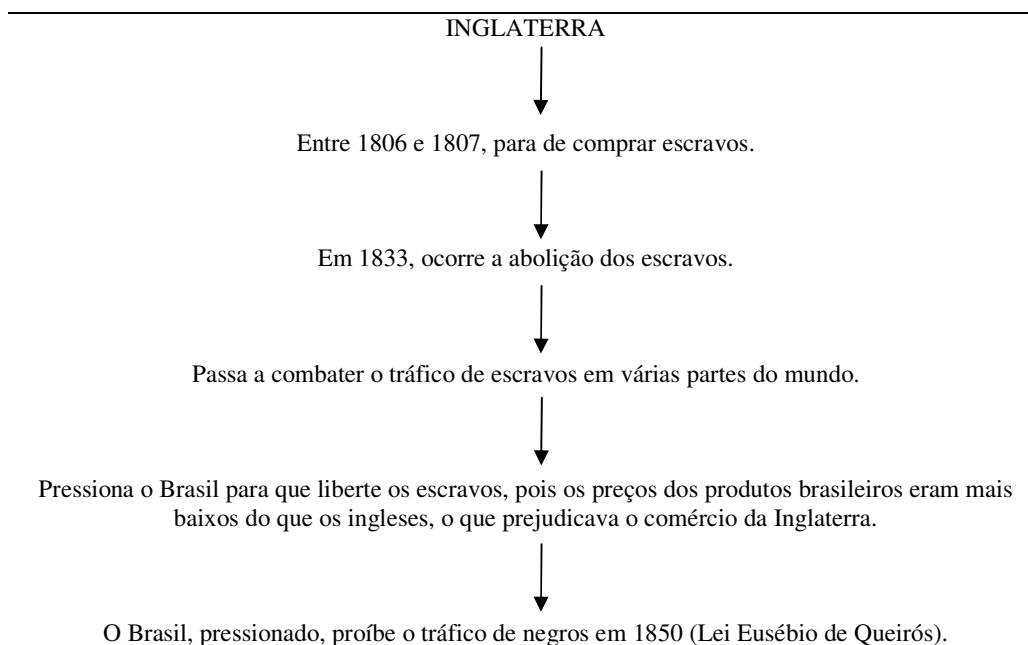 INGLATERRA
Entre 1806 e 1807, para de comprar escravos.
Em 1833, ocorre a abolição dos escravos.
Passa a combater o tráfico de escravos em várias partes do mundo.
Pressiona o Brasil para que liberte os escravos, pois os preços dos produtos brasileiros eram mais
baixos do que os ingleses, o que prejudicava o comércio da Inglaterra.
O Brasil, pressionado, proíbe o tráfico de negros em 1850 (Lei Eusébio de Queirós).